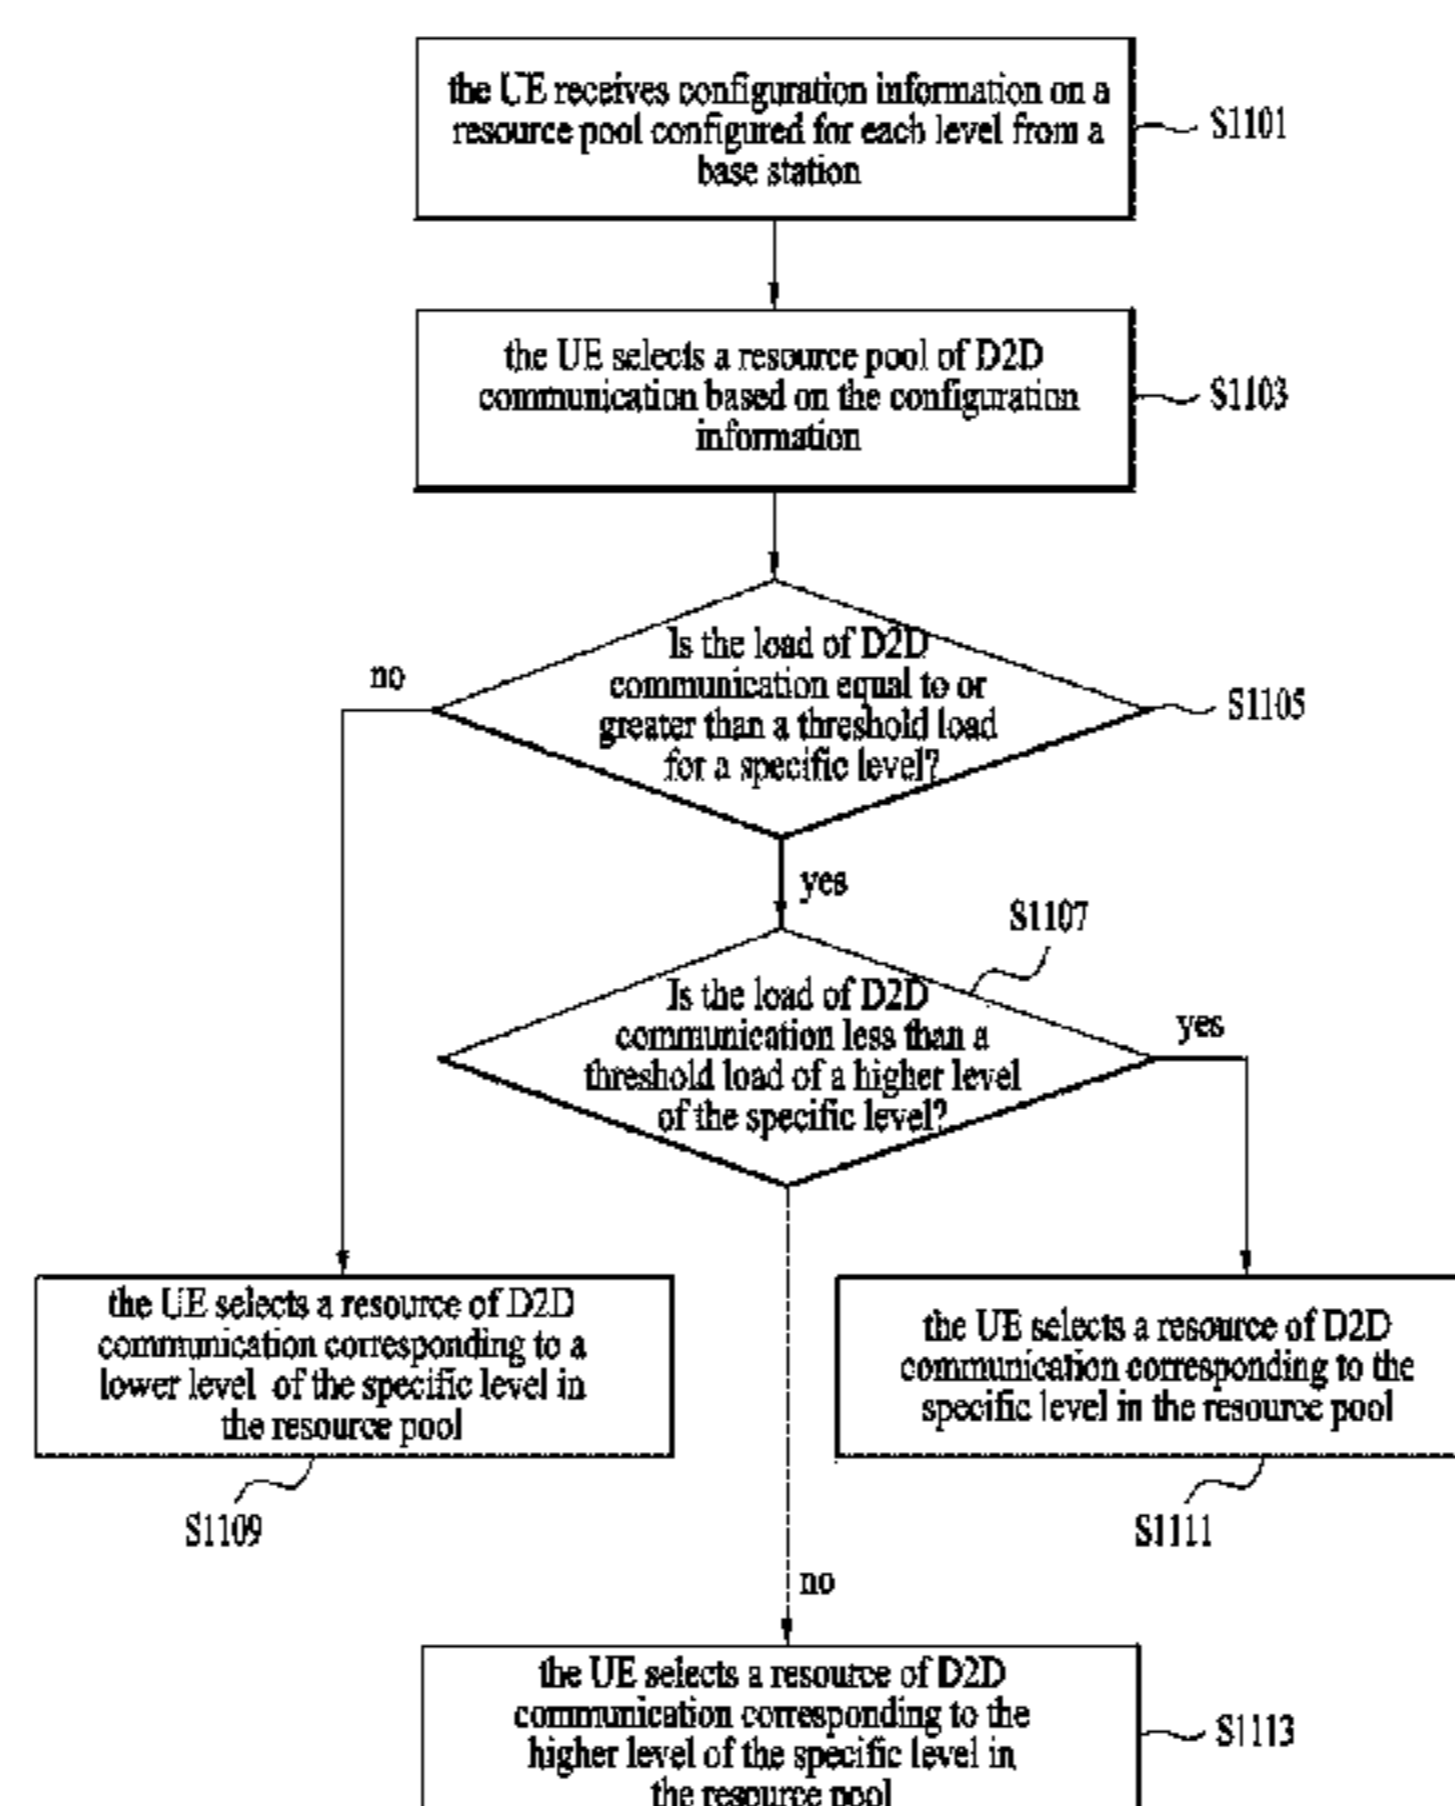 the UE receives configuration information on a
resource pool configured for each level from a
base station
S1101
the UE selects a resource pool of D2D
communication based on the configuration
information
S1103
Is the load of D2D
communication equal to or
greater than a threshold load
for a specific level?
S1105
no
yes
S1107
Is the load of D2D
communication less than a
threshold load of a higher level
of the specific level?
yes
the UE selects a resource of D2D
communication corresponding to a
lower level of the specific level in
the resource pool
S1109
the UE selects a resource of D2D
communication corresponding to the
specific level in the resource pool
S1111
no
the UE selects a resource of D2D
communication corresponding to the
higher level of the specific level in
the resource pool
S1113